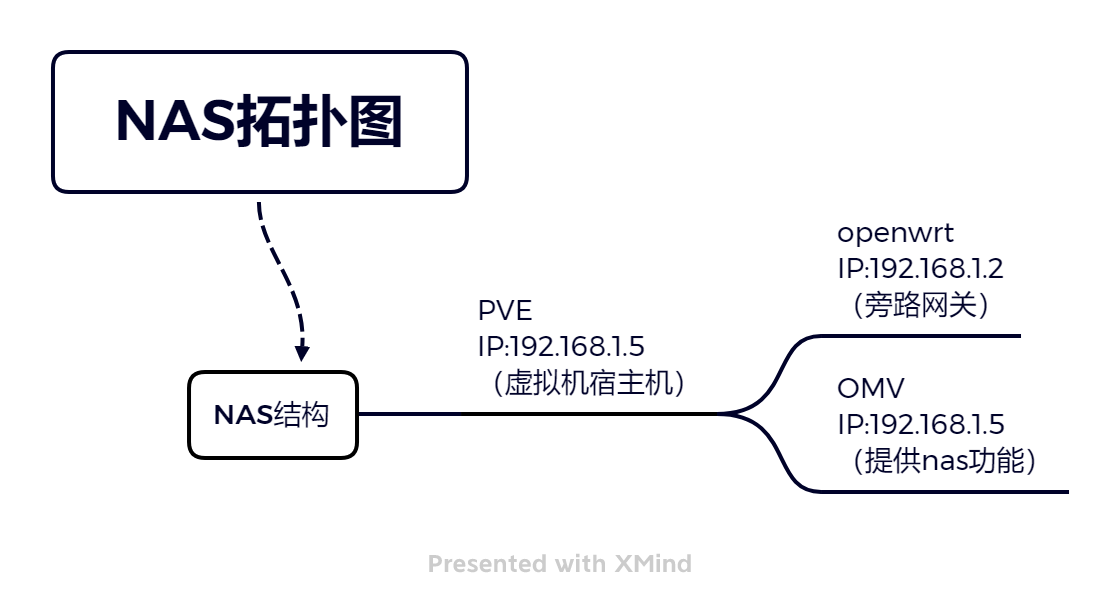 NAS拓扑图
openwrt
IP:192.168.1.2
（旁路网关）
PVE
IP:192.168.1.5
（虚拟机宿主机）
NAS结构
OMV
IP:192.168.1.5
（提供nas功能）
Presented with XMind